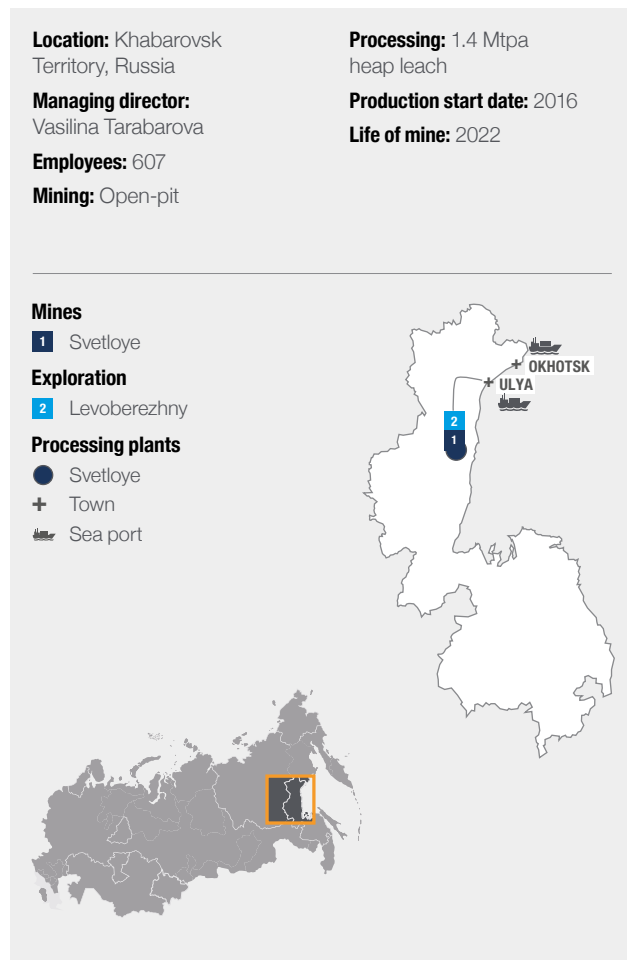 Location: Khabarovsk
Territory, Russia
Managing director:
Vasilina Tarabarova
Employees: 607
Mining: Open-pit
Processing: 1.4 Mtpa
heap leach
Production start date: 2016
Life of mine: 2022
Mines
1 Svetloye
Exploration
2 Levoberezhny
Processing plants
Svetloye
Town
Sea port
OKHOTSK
ULYA
2
1